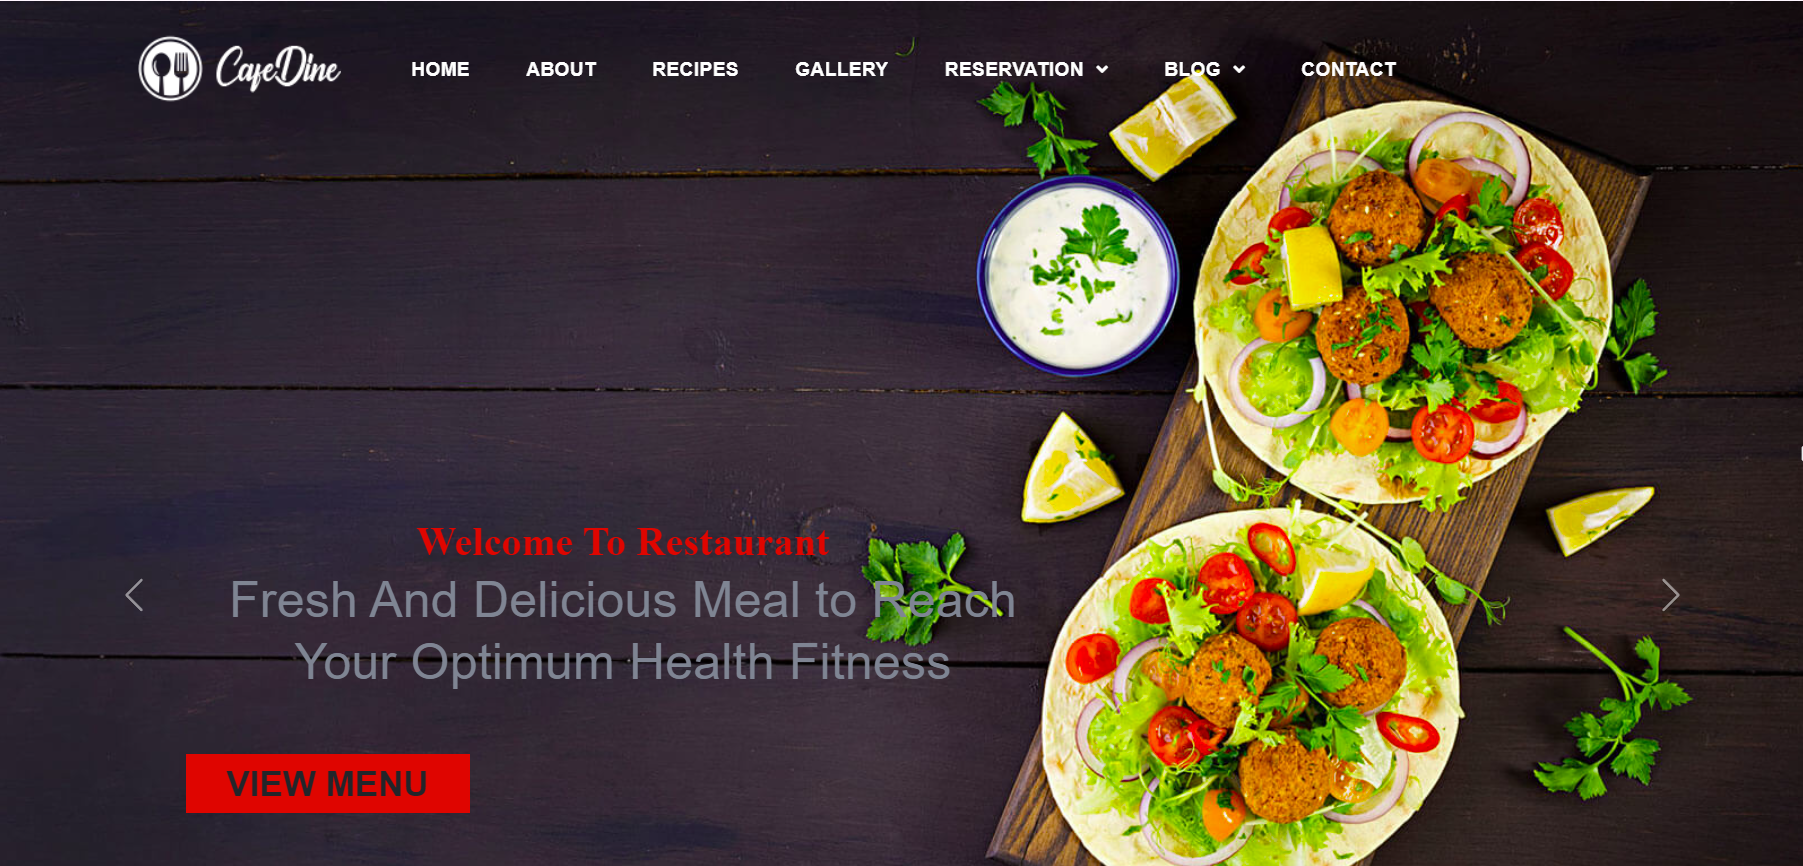 CafeDine
HOME ABOUT RECIPES GALLERY RESERVATION BLOG CONTACT
Welcome To Restaurant
Fresh And Delicious Meal to Reach
Your Optimum Health Fitness
VIEW MENU